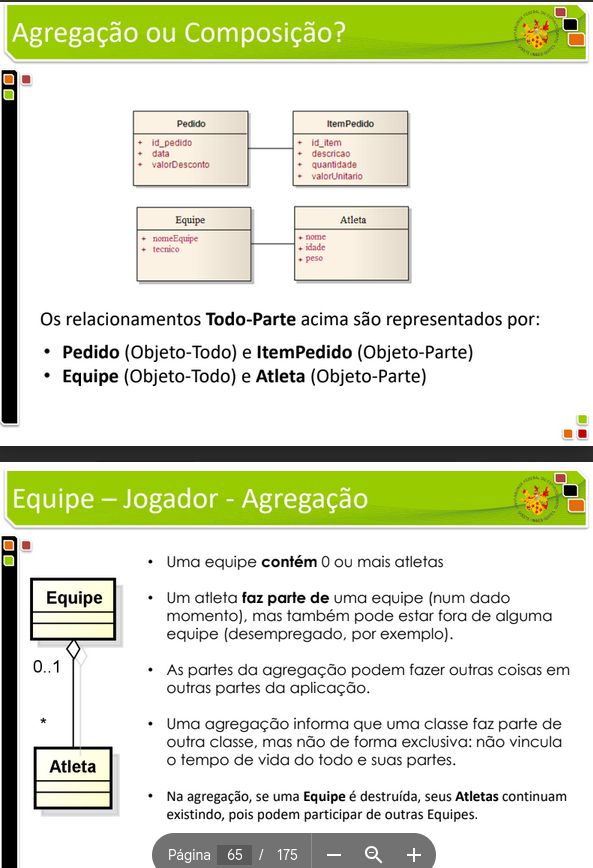 Agregação ou Composição?
Pedido
+ id_pedido
+ data
+ valorDesconto
ItemPedido
+ id_item
+ descricao
+ quantidade
+ valorUnitario
Equipe
+ nomeEquipe
+ tecnico
Atleta
+ nome
+ idade
+ peso
Os relacionamentos Todo-Parte acima são representados por:
• Pedido (Objeto-Todo) e ItemPedido (Objeto-Parte)
• Equipe (Objeto-Todo) e Atleta (Objeto-Parte)
Equipe – Jogador - Agregação
Equipe
0..1
*
Atleta
• Uma equipe contém 0 ou mais atletas
• Um atleta faz parte de uma equipe (num dado
momento), mas também pode estar fora de alguma
equipe (desempregado, por exemplo).
• As partes da agregação podem fazer outras coisas em
outras partes da aplicação.
• Uma agregação informa que uma classe faz parte de
outra classe, mas não de forma exclusiva: não vincula
o tempo de vida do todo e suas partes.
• Na agregação, se uma Equipe é destruída, seus Atletas continuam
existindo, pois podem participar de outras Equipes.
Página 65 / 175